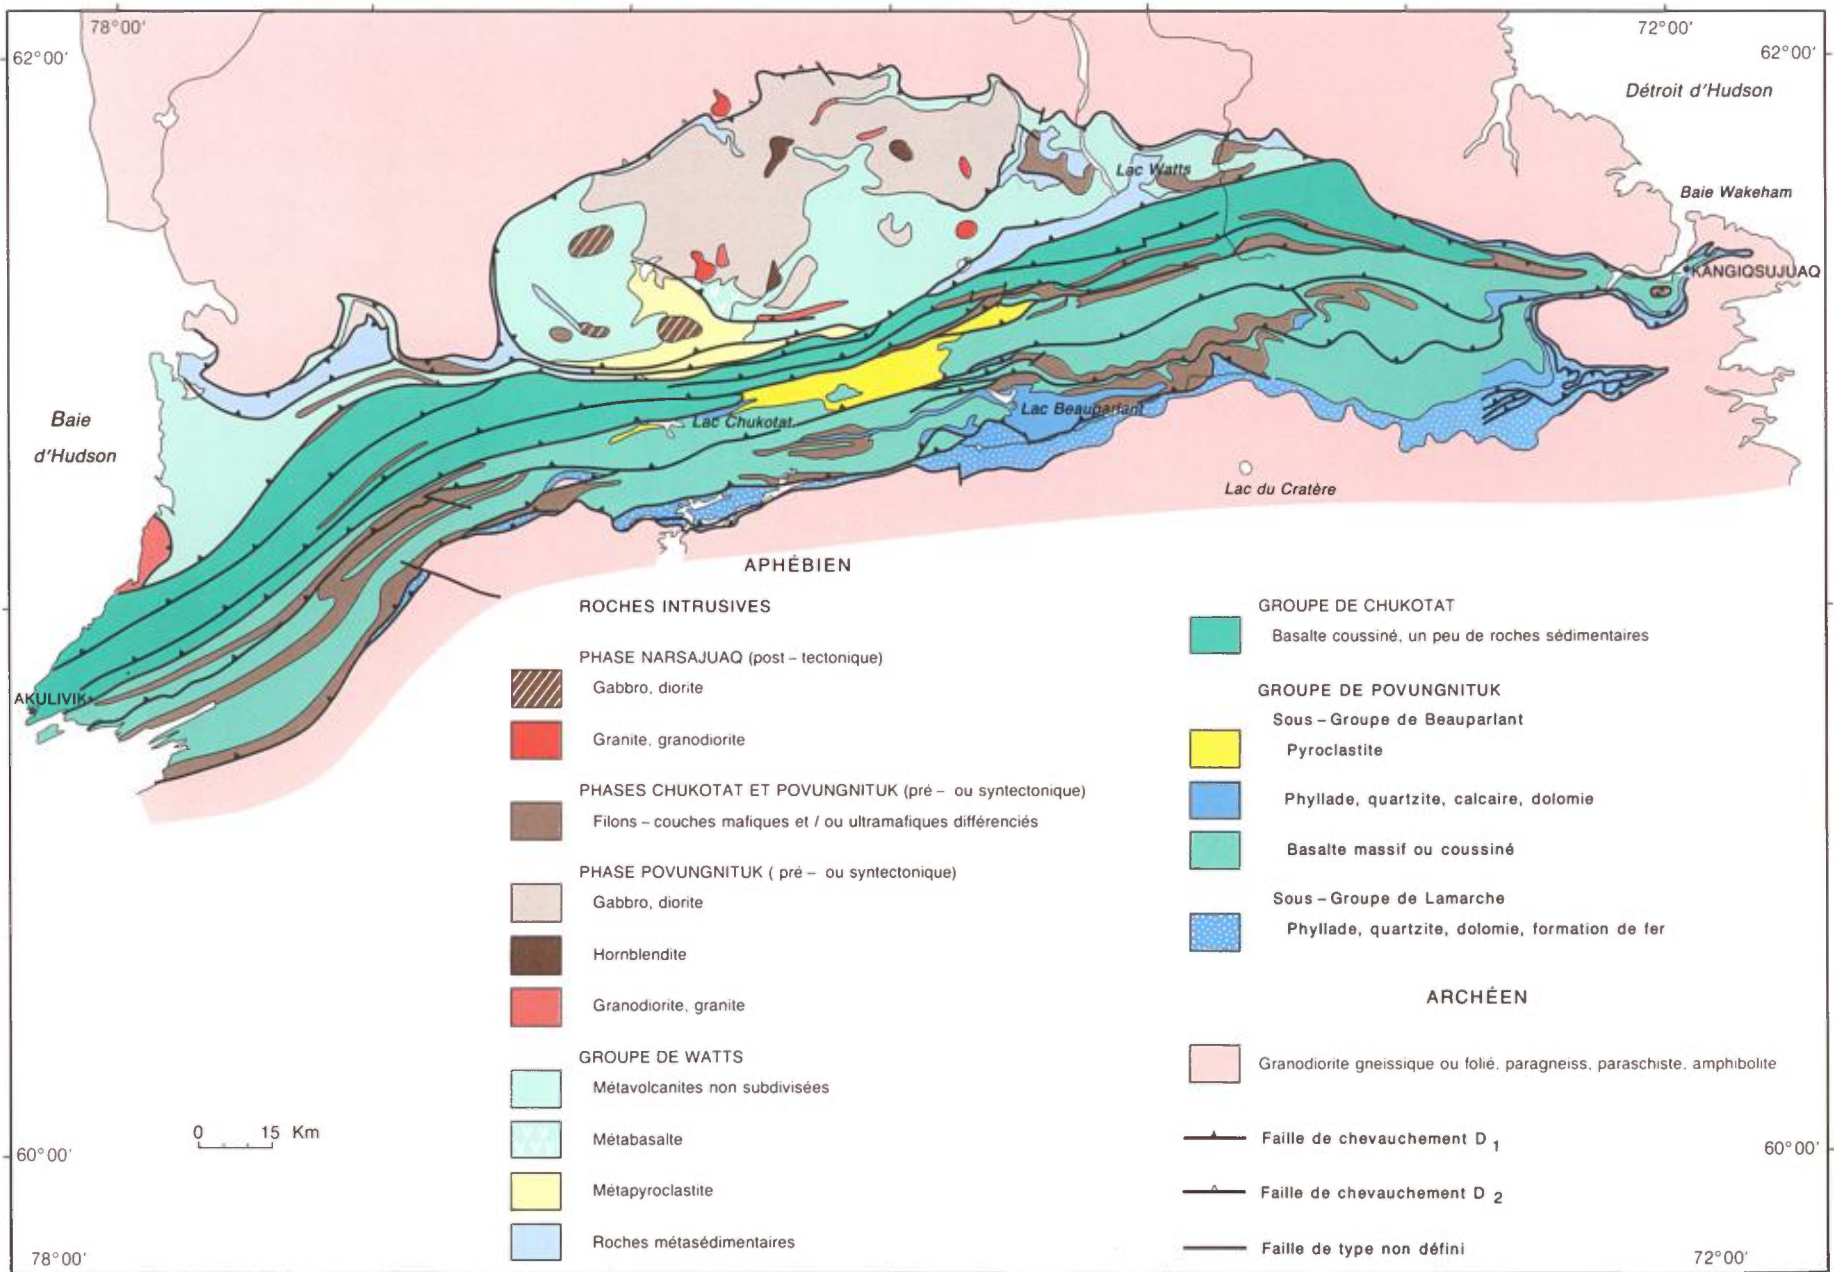 78°00'
72°00'
62°00'
62°00'
Détroit d'Hudson
Lac Watts
Baie Wakeham
KANGIQSUJUAQ
Baie
d'Hudson
Lac Chukotat
Lac Beauparlant
Lac du Cratère
AKULIVIK
APHÉBIEN
ROCHES INTRUSIVES
PHASE NARSAJUAQ (post – tectonique)
Gabbro, diorite
Granite, granodiorite
PHASES CHUKOTAT ET POVUNGNITUK (pré – ou syntectonique)
Filons – couches mafiques et / ou ultramafiques différenciés
PHASE POVUNGNITUK ( pré – ou syntectonique)
Gabbro, diorite
Hornblendite
Granodiorite, granite
GROUPE DE WATTS
Métavolcanites non subdivisées
Métabasalte
Métapyroclastite
Roches métasédimentaires
GROUPE DE CHUKOTAT
Basalte coussiné, un peu de roches sédimentaires
GROUPE DE POVUNGNITUK
Sous – Groupe de Beauparlant
Pyroclastite
Phyllade, quartzite, calcaire, dolomie
Basalte massif ou coussiné
Sous – Groupe de Lamarche
Phyllade, quartzite, dolomie, formation de fer
ARCHÉEN
Granodiorite gneissique ou folié, paragneiss, paraschiste, amphibolite
Faille de chevauchement D 1
Faille de chevauchement D 2
Faille de type non défini
0 15 Km
60°00'
60°00'
78°00'
72°00'